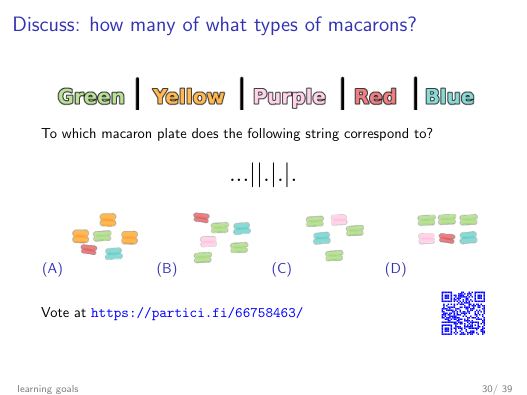 Discuss: how many of what types of macarons?
Green | Yellow | Purple | Red | Blue
To which macaron plate does the following string correspond to?
...||.|.|.
(A) (B) (C) (D)
Vote at https://partici.fi/66758463/
learning goals 30/ 39